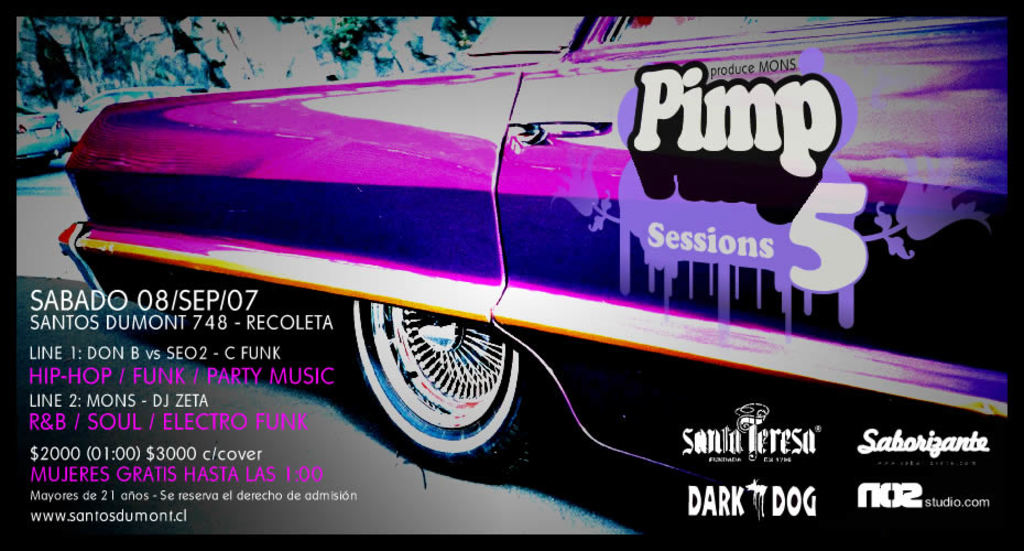 produce MONS
Pimp
Sessions 5
SABADO 08/SEP/07
SANTOS DUMONT 748 - RECOLETA
LINE 1: DON B vs SEO2 - C FUNK
HIP-HOP / FUNK / PARTY MUSIC
LINE 2: MONS - DJ ZETA
R&B / SOUL / ELECTRO FUNK
$2000 (01:00) $3000 c/cover
MUJERES GRATIS HASTA LAS 1:00
Mayores de 21 años - Se reserva el derecho de admisión
www.santosdumont.cl
Santa Teresa®
FUNDADA EN 1796
Saborizante
DARK DOG
no2 studio.com